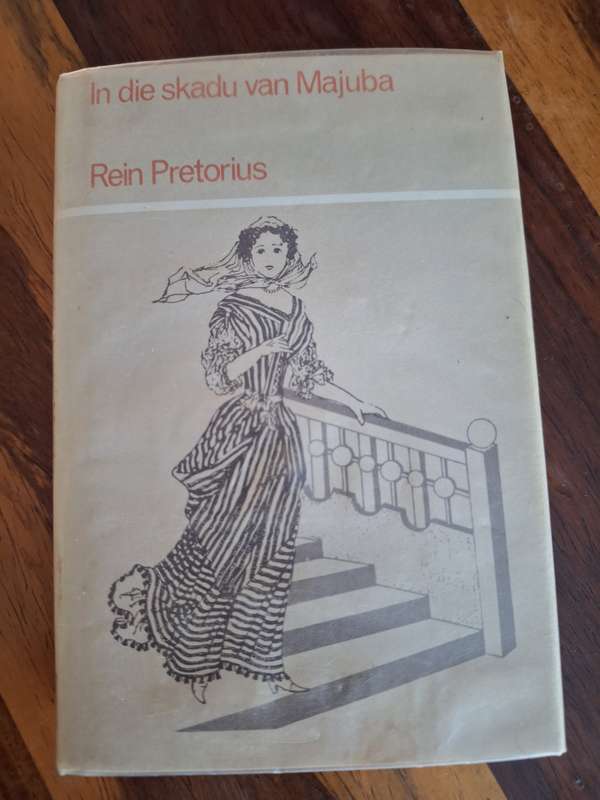 In die skadu van Majuba
Rein Pretorius